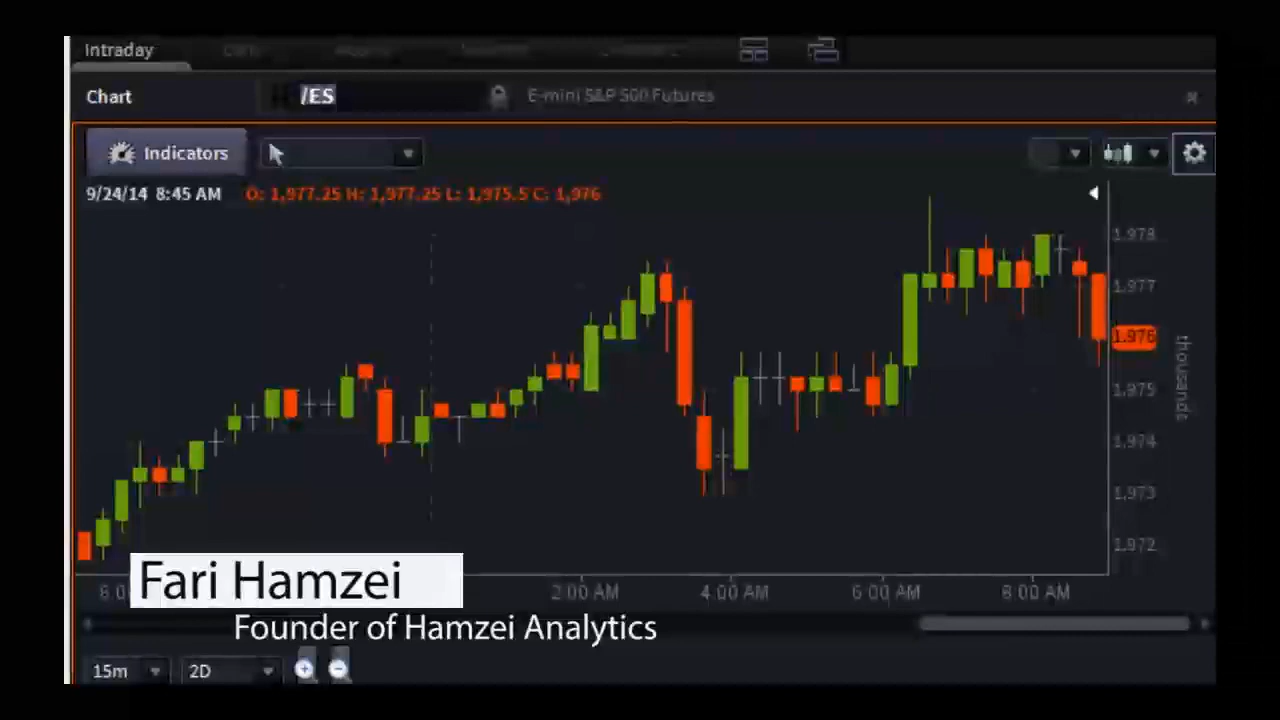 Intraday
Chart
/ES
E-mini S&P 500 Futures
Indicators
9/24/14 8:45 AM O: 1,977.25 H: 1,977.25 L: 1,975.5 C: 1,976
1.978
1.977
1.976
1.975
1.974
1.973
1.972
thousands
2:00 AM 4:00 AM 6:00 AM 8:00 AM
Fari Hamzei
Founder of Hamzei Analytics
15m 2D